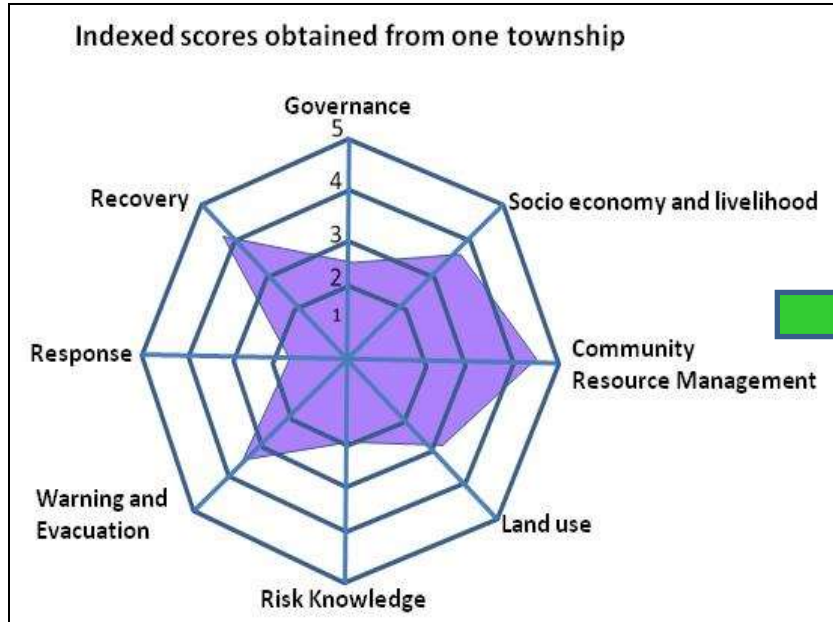 Indexed scores obtained from one township
Governance
5
4
3
2
1
Recovery
Socio economy and livelihood
Response
Community
Resource Management
Warning and
Evacuation
Land use
Risk Knowledge